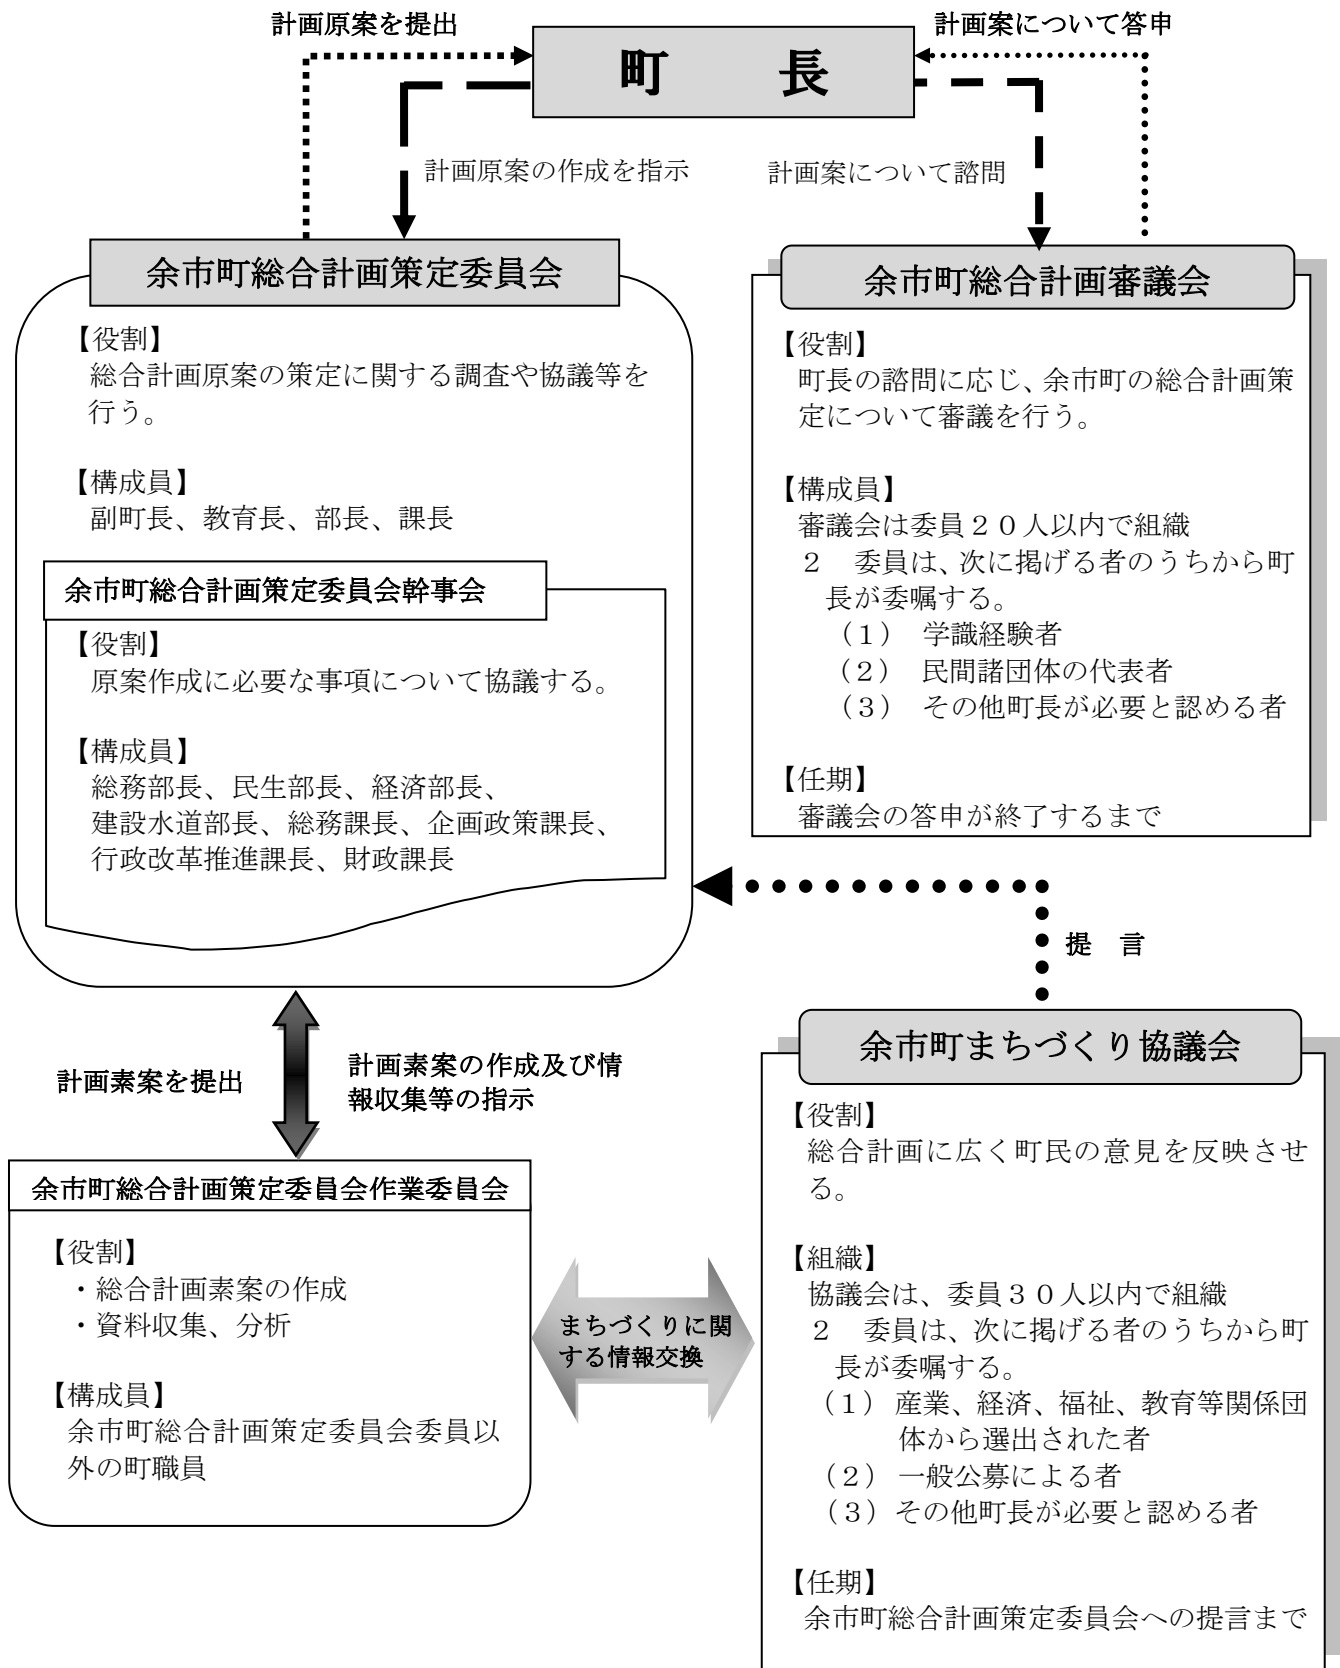 計画原案を提出
計画案について答申
町　長
計画原案の作成を指示
計画案について諮問
余市町総合計画策定委員会
【役割】
総合計画原案の策定に関する調査や協議等を
行う。
【構成員】
副町長、教育長、部長、課長
余市町総合計画策定委員会幹事会
【役割】
原案作成に必要な事項について協議する。
【構成員】
総務部長、民生部長、経済部長、
建設水道部長、総務課長、企画政策課長、
行政改革推進課長、財政課長
余市町総合計画審議会
【役割】
町長の諮問に応じ、余市町の総合計画策
定について審議を行う。
【構成員】
審議会は委員２０人以内で組織
２　委員は、次に掲げる者のうちから町
長が委嘱する。
（１）　学識経験者
（２）　民間諸団体の代表者
（３）　その他町長が必要と認める者
【任期】
審議会の答申が終了するまで
提　言
計画素案を提出
計画素案の作成及び情
報収集等の指示
余市町総合計画策定委員会作業委員会
【役割】
・総合計画素案の作成
・資料収集、分析
【構成員】
余市町総合計画策定委員会委員以
外の町職員
まちづくりに関
する情報交換
余市町まちづくり協議会
【役割】
総合計画に広く町民の意見を反映させ
る。
【組織】
協議会は、委員３０人以内で組織
２　委員は、次に掲げる者のうちから町
長が委嘱する。
（１）産業、経済、福祉、教育等関係団
体から選出された者
（２）一般公募による者
（３）その他町長が必要と認める者
【任期】
余市町総合計画策定委員会への提言まで